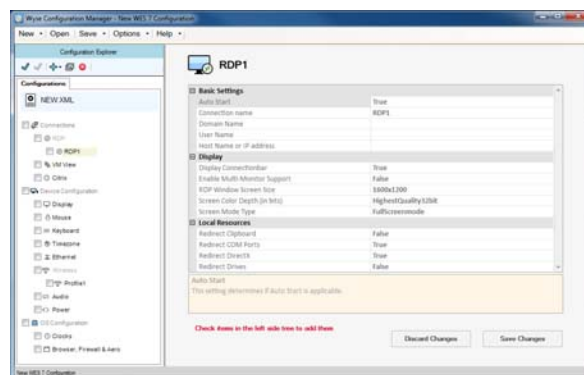 Wyse Configuration Manager - New WES 7 Configuration
New Open Save Options Help
Configuration Explorer
Configurations
NEW.XML
Connections
RDP
RDP1
VM View
Citrix
Device Configuration
Display
Mouse
Keyboard
Timezone
Ethernet
Wireless
Profile1
Audio
Power
OS Configuration
Clocks
Browser, Firewall & Aero
RDP1
Basic Settings
Auto Start True
Connection name RDP1
Domain Name
User Name
Host Name or IP address
Display
Display Connectionbar True
Enable Multi-Monitor Support False
RDP Window Screen Size 1600x1200
Screen Color Depth (in bits) HighestQuality32bit
Screen Mode Type FullScreenmode
Local Resources
Redirect Clipboard False
Redirect COM Ports True
Redirect DirectX True
Redirect Drives False
Auto Start
This setting determines if Auto Start is applicable.
Check items in the left side tree to add them
Discard Changes Save Changes
New WES 7 Configuration